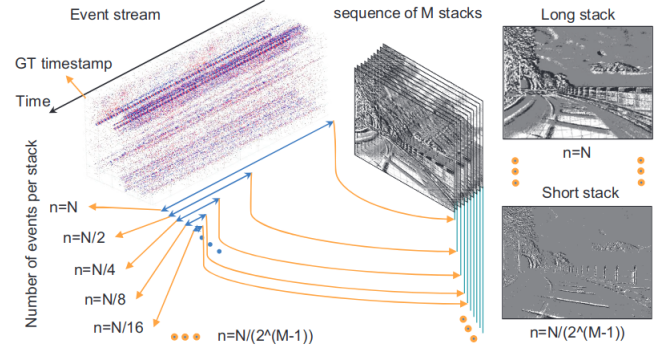 Event stream
sequence of M stacks
Long stack
GT timestamp
Time
n=N
Short stack
Number of events per stack
n=N
n=N/2
n=N/4
n=N/8
n=N/16
n=N/(2^(M-1))
n=N/(2^(M-1))